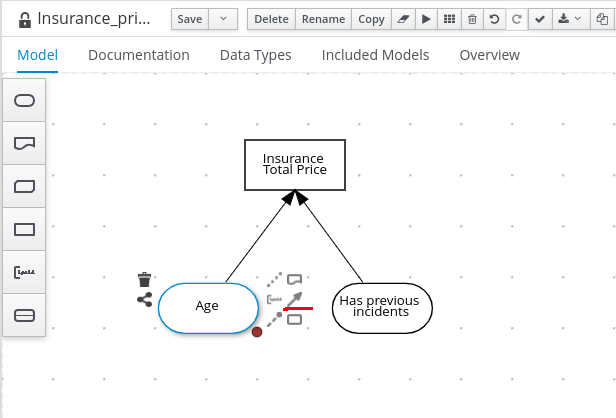 Insurance_pri...
Save
Delete
Rename
Copy
Model
Documentation
Data Types
Included Models
Overview
Insurance
Total Price
Age
Has previous
incidents